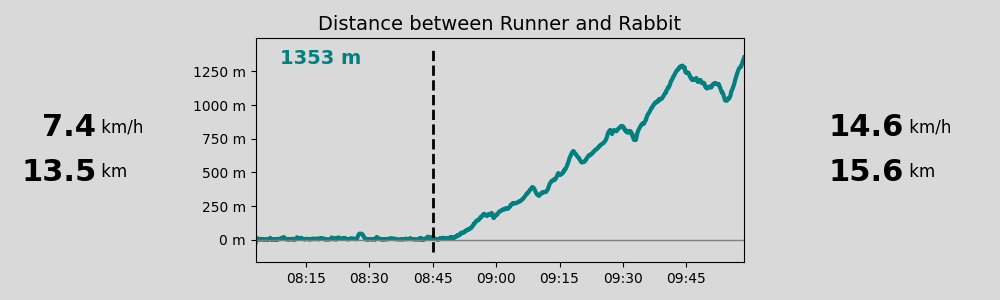 Distance between Runner and Rabbit
1353 m
1250 m
1000 m
750 m
500 m
250 m
0 m
08:15 08:30 08:45 09:00 09:15 09:30 09:45
7.4 km/h
13.5 km
14.6 km/h
15.6 km